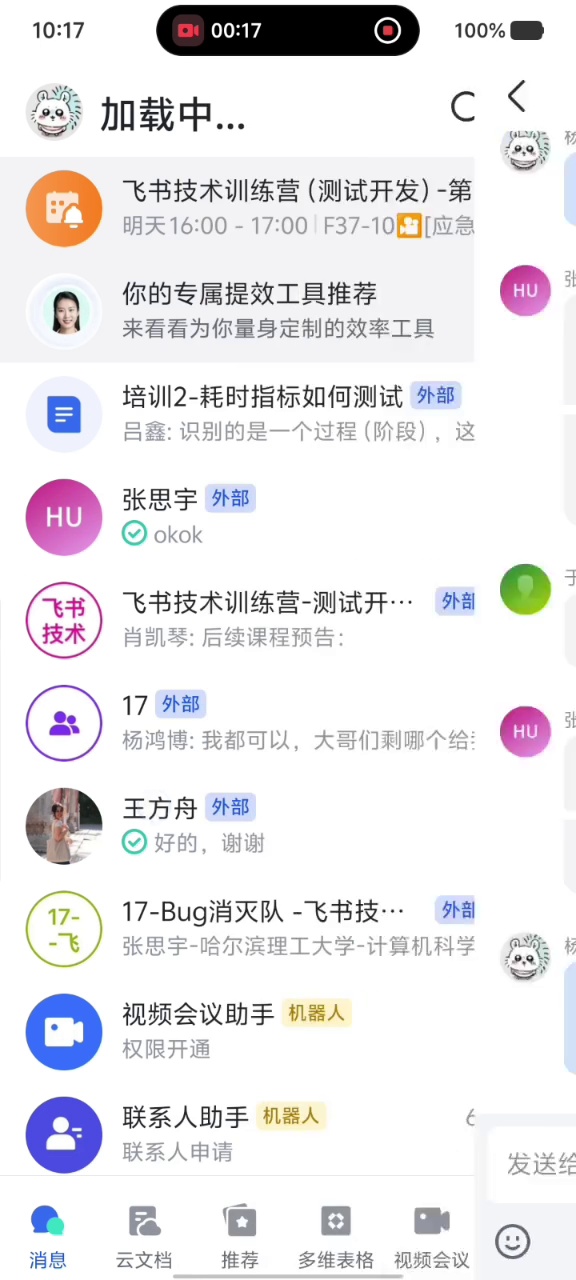 10:17
00:17
100%
加载中...
飞书技术训练营（测试开发）-第
明天16:00 - 17:00 | F37-10🎦[应急
你的专属提效工具推荐
来看看为你量身定制的效率工具
培训2-耗时指标如何测试 外部
吕鑫: 识别的是一个过程（阶段），这
HU
张思宇 外部
okok
飞书
技术
飞书技术训练营-测试开… 外部
肖凯琴: 后续课程预告:
17 外部
杨鸿博: 我都可以，大哥们剩哪个给
王方舟 外部
好的，谢谢
17-
-飞
17-Bug消灭队 -飞书技… 外部
张思宇-哈尔滨理工大学-计算机科学
视频会议助手 机器人
权限开通
联系人助手 机器人
联系人申请
消息
云文档
推荐
多维表格
视频会议
HU
张
于
HU
张
杨
发送给